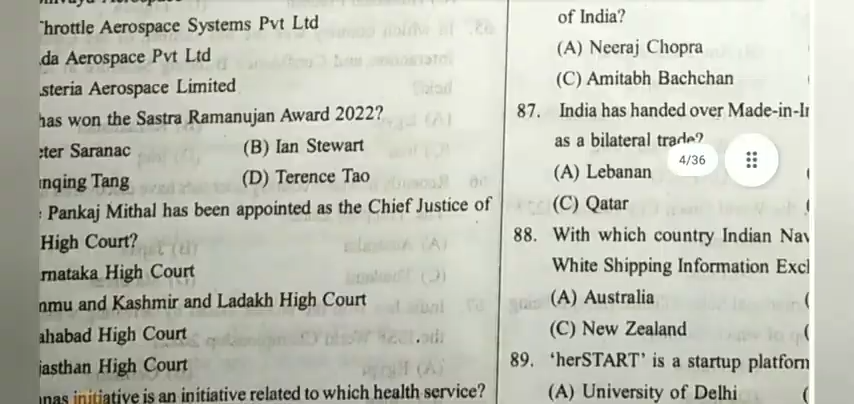 Throttle Aerospace Systems Pvt Ltd
da Aerospace Pvt Ltd
steria Aerospace Limited
has won the Sastra Ramanujan Award 2022?
eter Saranac
(B) Ian Stewart
nqing Tang
(D) Terence Tao
Pankaj Mithal has been appointed as the Chief Justice of
High Court?
rnataka High Court
mmu and Kashmir and Ladakh High Court
ahabad High Court
jasthan High Court
nas initiative is an initiative related to which health service?
of India?
(A) Neeraj Chopra
(C) Amitabh Bachchan
87. India has handed over Made-in-In
as a bilateral trade?
4/36
(A) Lebanan
(C) Qatar
88. With which country Indian Nav
White Shipping Information Excl
(A) Australia
(C) New Zealand
89. ‘herSTART’ is a startup platform
(A) University of Delhi